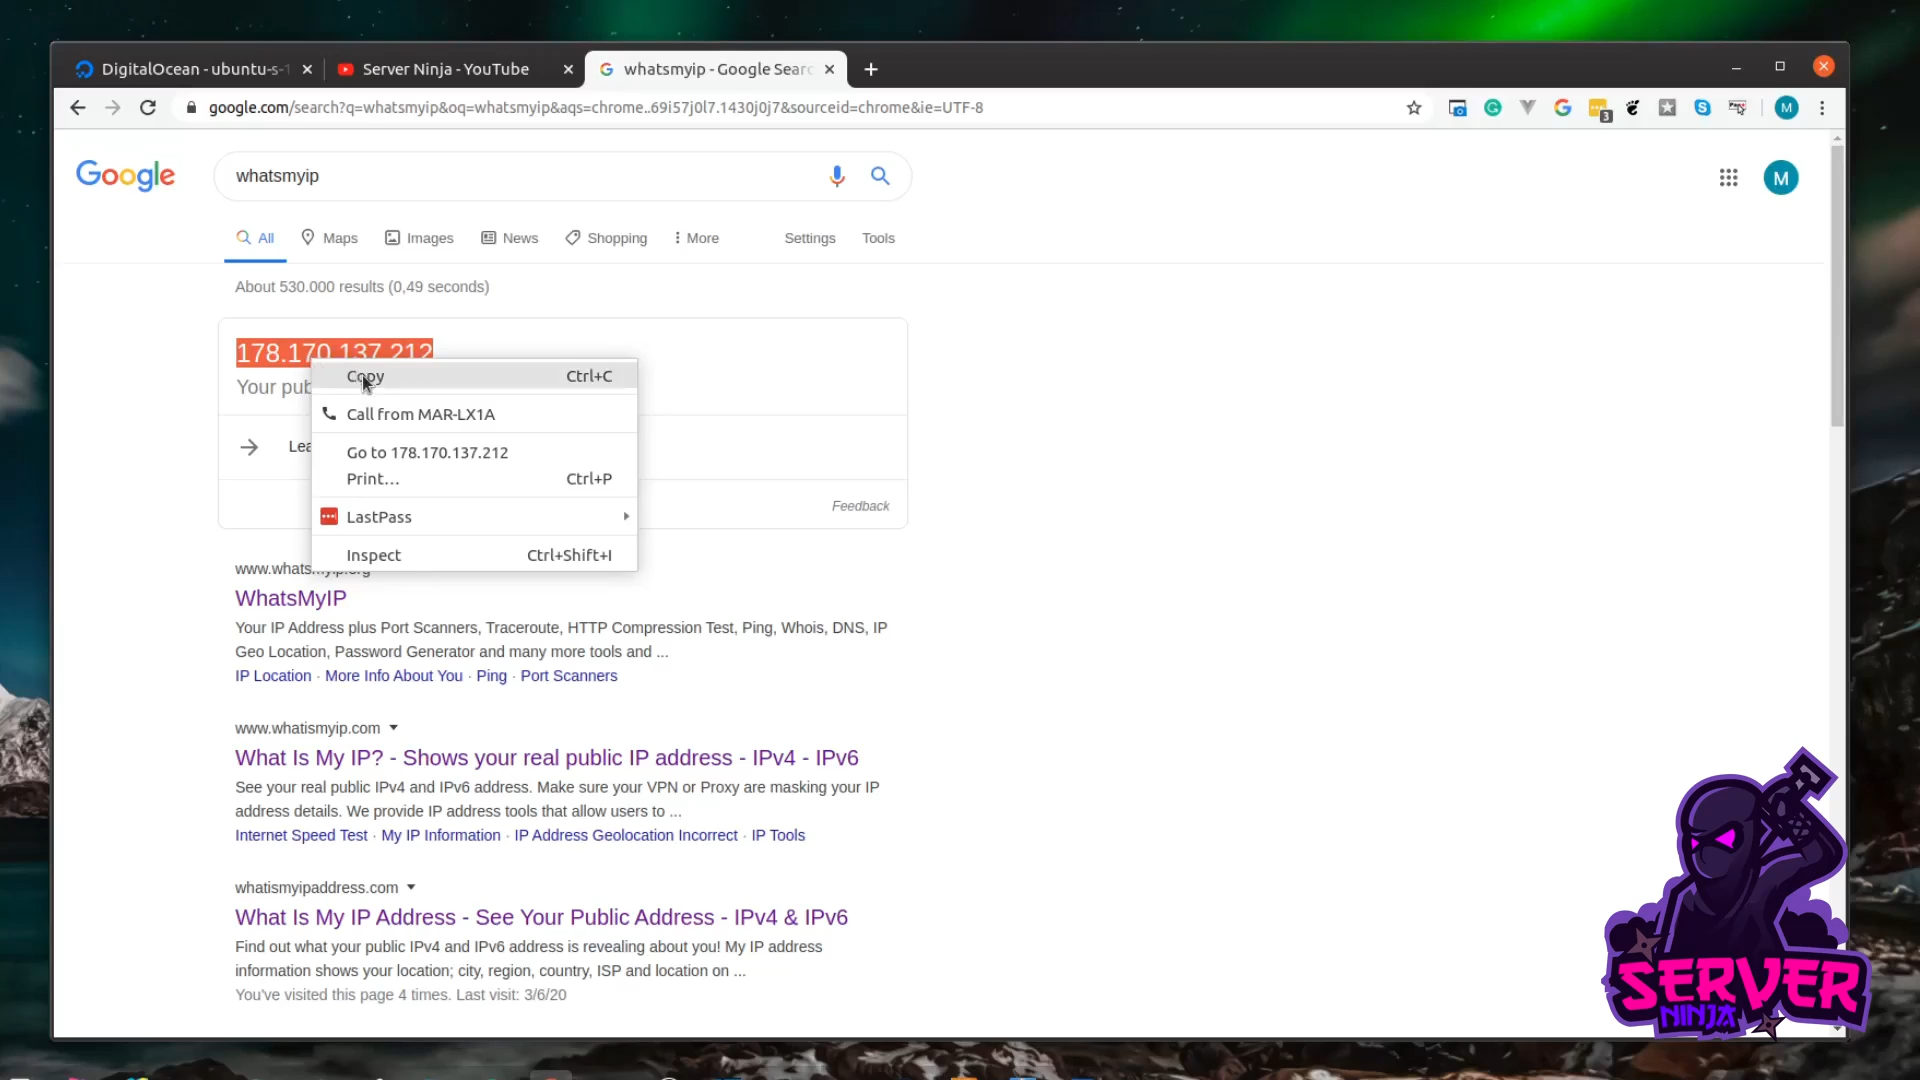 DigitalOcean - ubuntu-s-1
Server Ninja - YouTube
whatsmyip - Google Searc
google.com/search?q=whatsmyip&oq=whatsmyip&aqs=chrome..69i57j0l7.1430j0j7&sourceid=chrome&ie=UTF-8
3
M
Google
whatsmyip
M
All
Maps
Images
News
Shopping
More
Settings
Tools
About 530.000 results (0,49 seconds)
178.170.137.212
Your pub
Copy Ctrl+C
Call from MAR-LX1A
Lea
Go to 178.170.137.212
Print... Ctrl+P
Feedback
LastPass
Inspect Ctrl+Shift+I
www.whatsmyip.org
WhatsMyIP
Your IP Address plus Port Scanners, Traceroute, HTTP Compression Test, Ping, Whois, DNS, IP
Geo Location, Password Generator and many more tools and ...
IP Location · More Info About You · Ping · Port Scanners
www.whatismyip.com
What Is My IP? - Shows your real public IP address - IPv4 - IPv6
See your real public IPv4 and IPv6 address. Make sure your VPN or Proxy are masking your IP
address details. We provide IP address tools that allow users to ...
Internet Speed Test · My IP Information · IP Address Geolocation Incorrect · IP Tools
whatismyipaddress.com
What Is My IP Address - See Your Public Address - IPv4 & IPv6
Find out what your public IPv4 and IPv6 address is revealing about you! My IP address
information shows your location; city, region, country, ISP and location on ...
You've visited this page 4 times. Last visit: 3/6/20
SERVER
NINJA